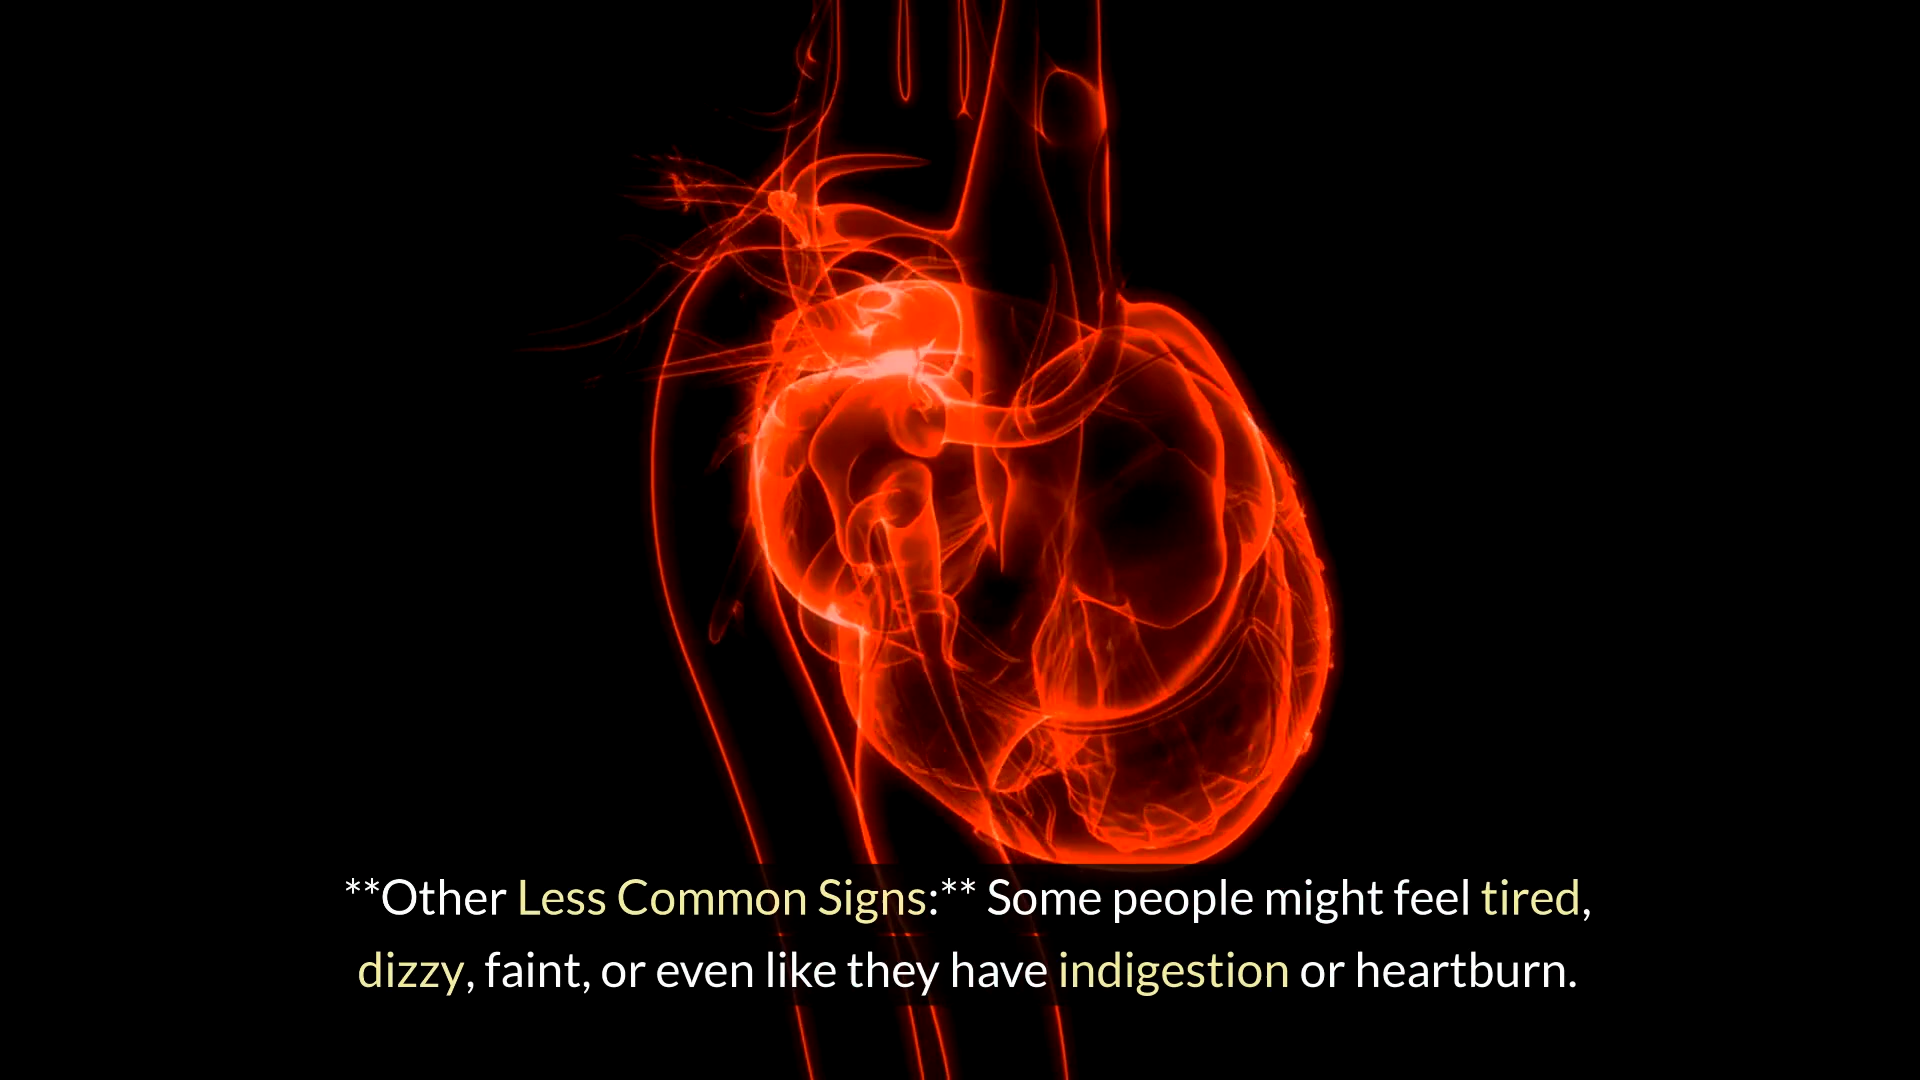 **Other Less Common Signs:** Some people might feel tired,
dizzy, faint, or even like they have indigestion or heartburn.